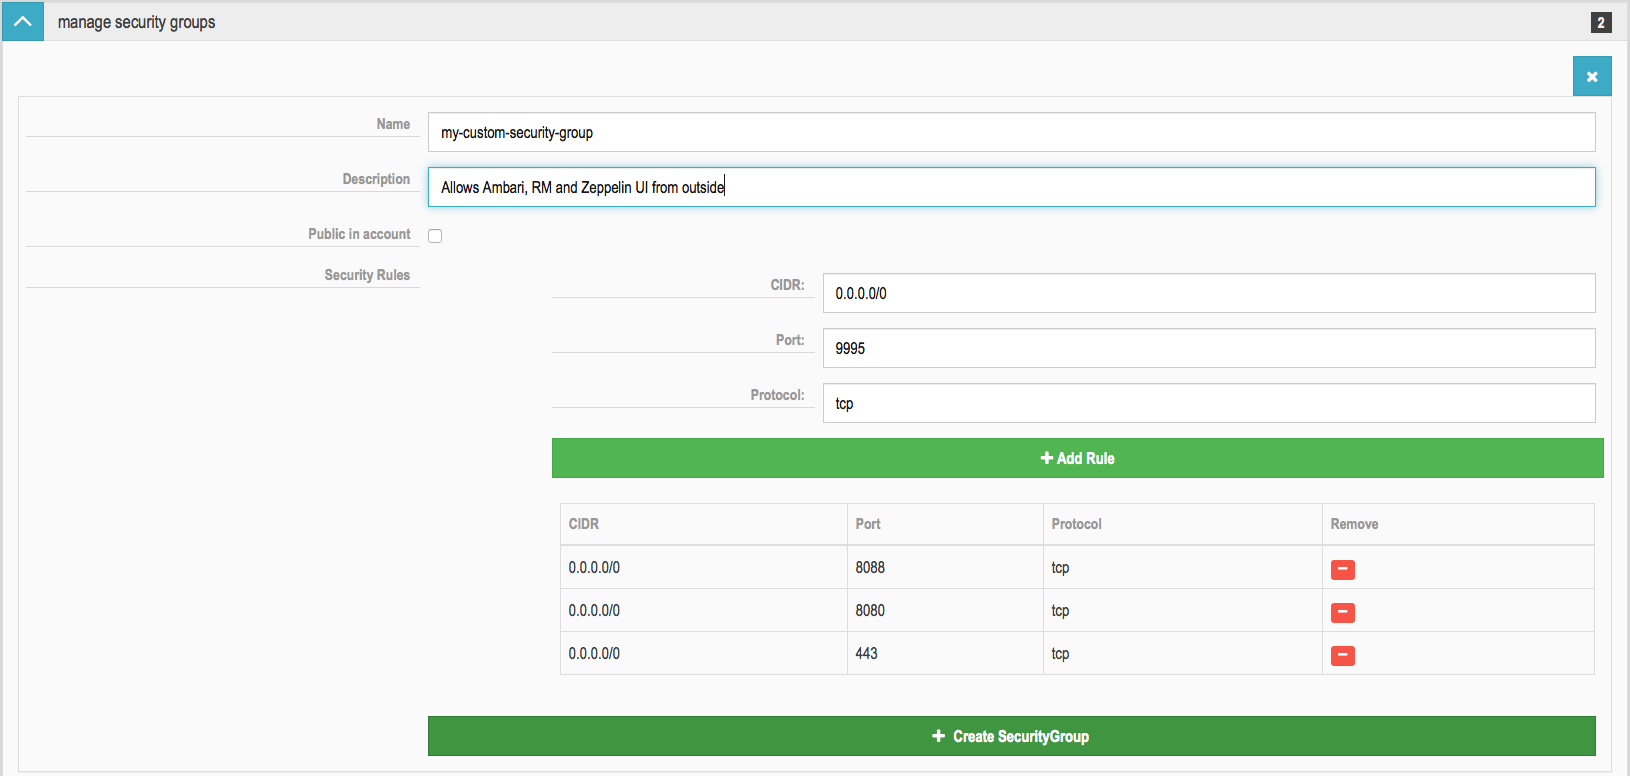 manage security groups 2
Name my-custom-security-group
Description Allows Ambari, RM and Zeppelin UI from outside
Public in account
Security Rules
CIDR: 0.0.0.0/0
Port: 9995
Protocol: tcp
Add Rule
CIDR Port Protocol Remove
0.0.0.0/0 8088 tcp
0.0.0.0/0 8080 tcp
0.0.0.0/0 443 tcp
Create SecurityGroup